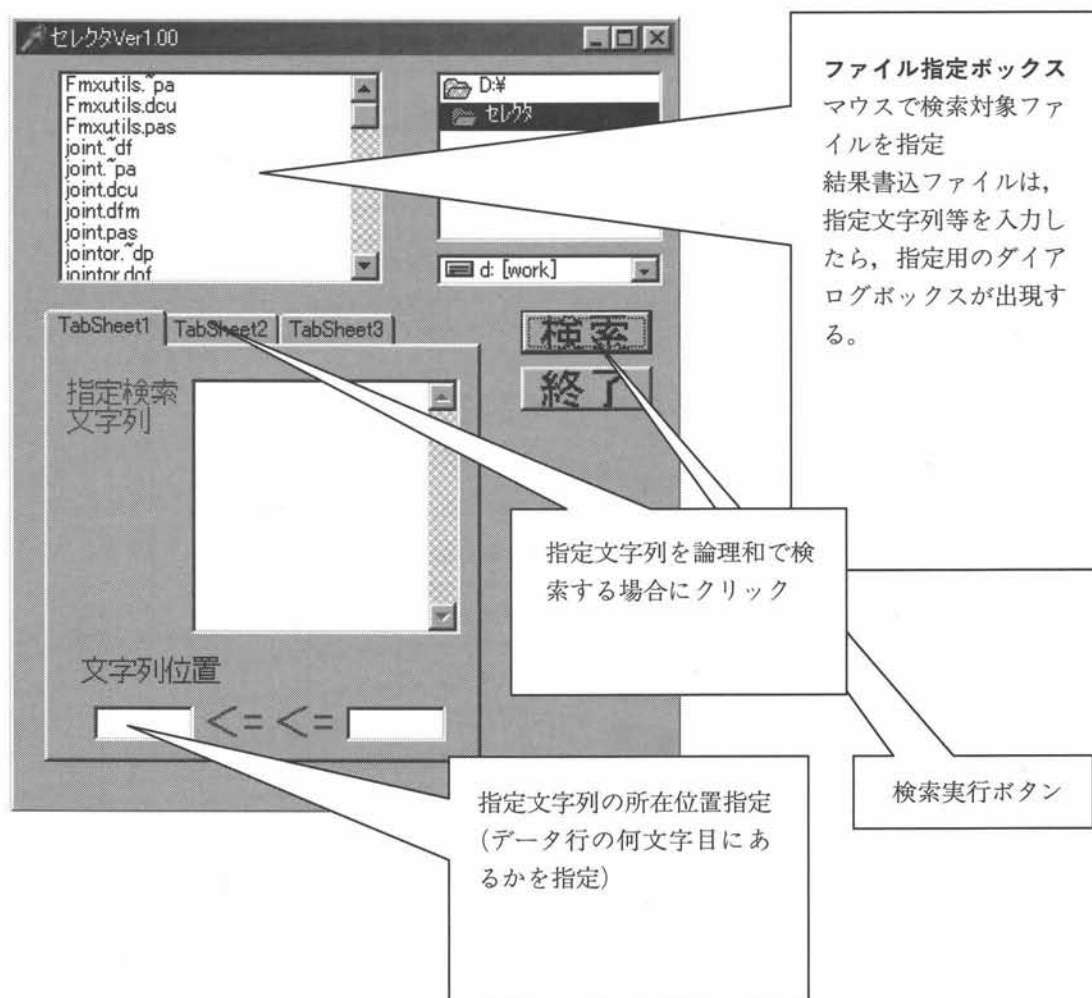 セレクタVer1.00
Fmxutils.~pa
Fmxutils.dcu
Fmxutils.pas
joint.~df
joint.~pa
joint.dcu
joint.dfm
joint.pas
jointor.~dp
jointor.dof
D:¥
セレクタ
d: [work]
ファイル指定ボックス
マウスで検索対象ファ
イルを指定
結果書込ファイルは，
指定文字列等を入力し
たら，指定用のダイア
ログボックスが出現す
る。
TabSheet1
TabSheet2
TabSheet3
検索
終了
指定検索
文字列
指定文字列を論理和で検
索する場合にクリック
文字列位置
<= <=
指定文字列の所在位置指定
(データ行の何文字目にあ
るかを指定)
検索実行ボタン